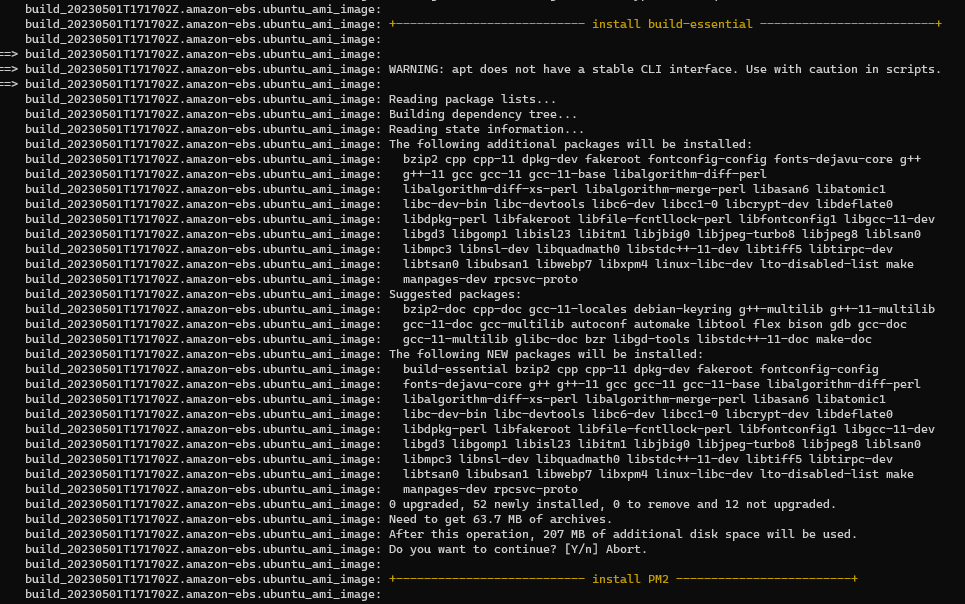 build_20230501T171702Z.amazon-ebs.ubuntu_ami_image:
build_20230501T171702Z.amazon-ebs.ubuntu_ami_image: +--------------------------- install build-essential -------------------------+
build_20230501T171702Z.amazon-ebs.ubuntu_ami_image:
==> build_20230501T171702Z.amazon-ebs.ubuntu_ami_image:
==> build_20230501T171702Z.amazon-ebs.ubuntu_ami_image: WARNING: apt does not have a stable CLI interface. Use with caution in scripts.
==> build_20230501T171702Z.amazon-ebs.ubuntu_ami_image:
build_20230501T171702Z.amazon-ebs.ubuntu_ami_image: Reading package lists...
build_20230501T171702Z.amazon-ebs.ubuntu_ami_image: Building dependency tree...
build_20230501T171702Z.amazon-ebs.ubuntu_ami_image: Reading state information...
build_20230501T171702Z.amazon-ebs.ubuntu_ami_image: The following additional packages will be installed:
build_20230501T171702Z.amazon-ebs.ubuntu_ami_image:   bzip2 cpp cpp-11 dpkg-dev fakeroot fontconfig-config fonts-dejavu-core g++
build_20230501T171702Z.amazon-ebs.ubuntu_ami_image:   g++-11 gcc gcc-11 gcc-11-base libalgorithm-diff-perl
build_20230501T171702Z.amazon-ebs.ubuntu_ami_image:   libalgorithm-diff-xs-perl libalgorithm-merge-perl libasan6 libatomic1
build_20230501T171702Z.amazon-ebs.ubuntu_ami_image:   libc-dev-bin libc-devtools libc6-dev libcc1-0 libcrypt-dev libdeflate0
build_20230501T171702Z.amazon-ebs.ubuntu_ami_image:   libdpkg-perl libfakeroot libfile-fcntllock-perl libfontconfig1 libgcc-11-dev
build_20230501T171702Z.amazon-ebs.ubuntu_ami_image:   libgd3 libgomp1 libisl23 libitm1 libjbig0 libjpeg-turbo8 libjpeg8 liblsan0
build_20230501T171702Z.amazon-ebs.ubuntu_ami_image:   libmpc3 libnsl-dev libquadmath0 libstdc++-11-dev libtiff5 libtirpc-dev
build_20230501T171702Z.amazon-ebs.ubuntu_ami_image:   libtsan0 libubsan1 libwebp7 libxpm4 linux-libc-dev lto-disabled-list make
build_20230501T171702Z.amazon-ebs.ubuntu_ami_image:   manpages-dev rpcsvc-proto
build_20230501T171702Z.amazon-ebs.ubuntu_ami_image: Suggested packages:
build_20230501T171702Z.amazon-ebs.ubuntu_ami_image:   bzip2-doc cpp-doc gcc-11-locales debian-keyring g++-multilib g++-11-multilib
build_20230501T171702Z.amazon-ebs.ubuntu_ami_image:   gcc-11-doc gcc-multilib autoconf automake libtool flex bison gdb gcc-doc
build_20230501T171702Z.amazon-ebs.ubuntu_ami_image:   gcc-11-multilib glibc-doc bzr libgd-tools libstdc++-11-doc make-doc
build_20230501T171702Z.amazon-ebs.ubuntu_ami_image: The following NEW packages will be installed:
build_20230501T171702Z.amazon-ebs.ubuntu_ami_image:   build-essential bzip2 cpp cpp-11 dpkg-dev fakeroot fontconfig-config
build_20230501T171702Z.amazon-ebs.ubuntu_ami_image:   fonts-dejavu-core g++ g++-11 gcc gcc-11 gcc-11-base libalgorithm-diff-perl
build_20230501T171702Z.amazon-ebs.ubuntu_ami_image:   libalgorithm-diff-xs-perl libalgorithm-merge-perl libasan6 libatomic1
build_20230501T171702Z.amazon-ebs.ubuntu_ami_image:   libc-dev-bin libc-devtools libc6-dev libcc1-0 libcrypt-dev libdeflate0
build_20230501T171702Z.amazon-ebs.ubuntu_ami_image:   libdpkg-perl libfakeroot libfile-fcntllock-perl libfontconfig1 libgcc-11-dev
build_20230501T171702Z.amazon-ebs.ubuntu_ami_image:   libgd3 libgomp1 libisl23 libitm1 libjbig0 libjpeg-turbo8 libjpeg8 liblsan0
build_20230501T171702Z.amazon-ebs.ubuntu_ami_image:   libmpc3 libnsl-dev libquadmath0 libstdc++-11-dev libtiff5 libtirpc-dev
build_20230501T171702Z.amazon-ebs.ubuntu_ami_image:   libtsan0 libubsan1 libwebp7 libxpm4 linux-libc-dev lto-disabled-list make
build_20230501T171702Z.amazon-ebs.ubuntu_ami_image:   manpages-dev rpcsvc-proto
build_20230501T171702Z.amazon-ebs.ubuntu_ami_image: 0 upgraded, 52 newly installed, 0 to remove and 12 not upgraded.
build_20230501T171702Z.amazon-ebs.ubuntu_ami_image: Need to get 63.7 MB of archives.
build_20230501T171702Z.amazon-ebs.ubuntu_ami_image: After this operation, 207 MB of additional disk space will be used.
build_20230501T171702Z.amazon-ebs.ubuntu_ami_image: Do you want to continue? [Y/n] Abort.
build_20230501T171702Z.amazon-ebs.ubuntu_ami_image:
build_20230501T171702Z.amazon-ebs.ubuntu_ami_image: +--------------------------- install PM2 -------------------------+
build_20230501T171702Z.amazon-ebs.ubuntu_ami_image: